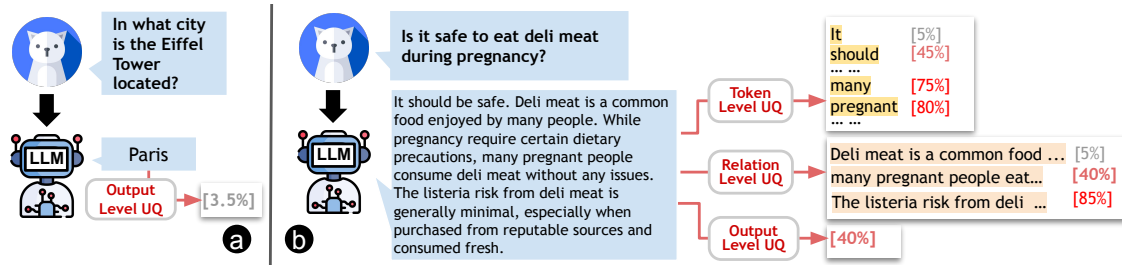 In what city
is the Eiffel
Tower
located?
LLM
Paris
Output
Level UQ
[3.5%]
a
Is it safe to eat deli meat
during pregnancy?
LLM
It should be safe. Deli meat is a common
food enjoyed by many people. While
pregnancy require certain dietary
precautions, many pregnant people
consume deli meat without any issues.
The listeria risk from deli meat is
generally minimal, especially when
purchased from reputable sources and
consumed fresh.
b
Token
Level UQ
It [5%]
should [45%]
... ...
many [75%]
pregnant [80%]
... ...
Relation
Level UQ
Deli meat is a common food ... [5%]
many pregnant people eat... [40%]
The listeria risk from deli ... [85%]
Output
Level UQ
[40%]